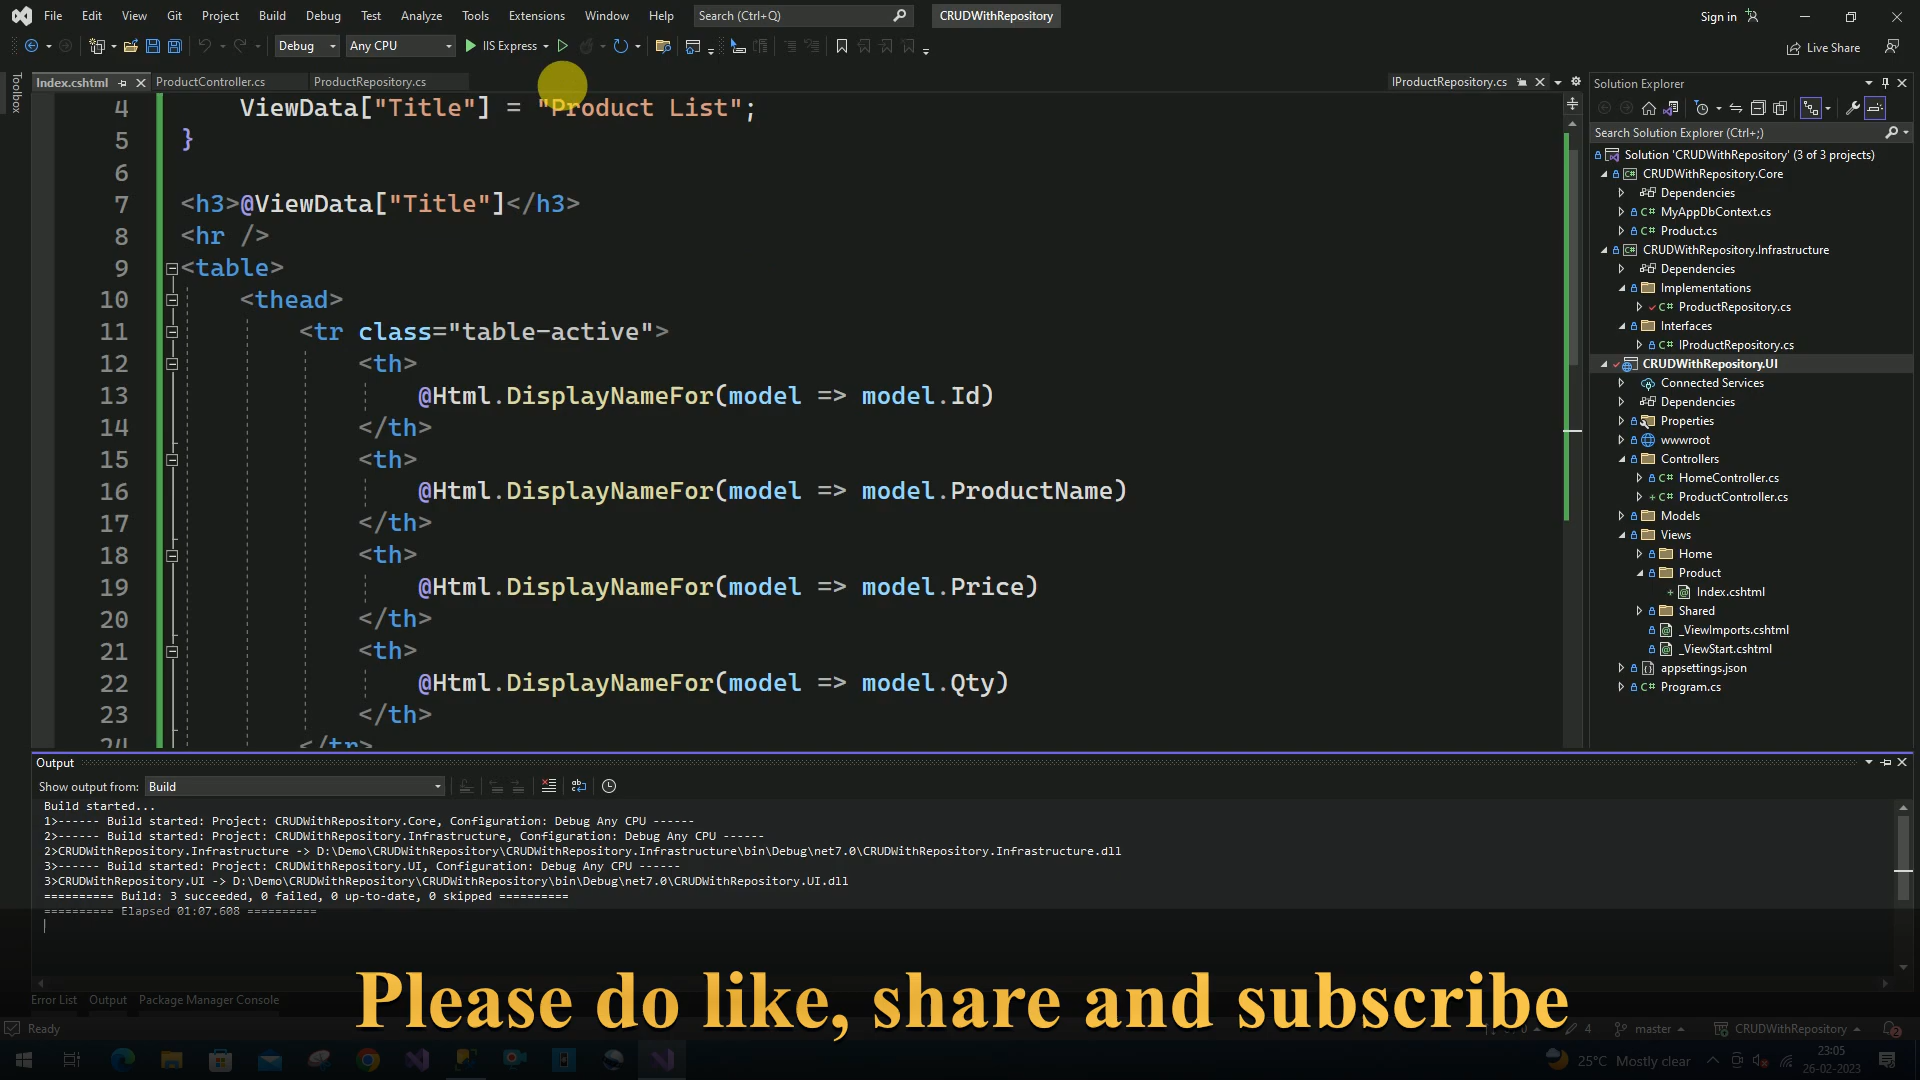 File Edit View Git Project Build Debug Test Analyze Tools Extensions Window Help Search (Ctrl+Q) CRUDWithRepository Sign in
Debug Any CPU IIS Express Live Share
Toolbox
Index.cshtml ProductController.cs ProductRepository.cs IProductRepository.cs
4 ViewData["Title"] = "Product List";
5 }
6
7 <h3>@ViewData["Title"]</h3>
8 <hr />
9 <table>
10 <thead>
11 <tr class="table-active">
12 <th>
13 @Html.DisplayNameFor(model => model.Id)
14 </th>
15 <th>
16 @Html.DisplayNameFor(model => model.ProductName)
17 </th>
18 <th>
19 @Html.DisplayNameFor(model => model.Price)
20 </th>
21 <th>
22 @Html.DisplayNameFor(model => model.Qty)
23 </th>
24 </tr>
Solution Explorer
Search Solution Explorer (Ctrl+;)
Solution 'CRUDWithRepository' (3 of 3 projects)
CRUDWithRepository.Core
Dependencies
C# MyAppDbContext.cs
C# Product.cs
CRUDWithRepository.Infrastructure
Dependencies
Implementations
C# ProductRepository.cs
Interfaces
C# IProductRepository.cs
CRUDWithRepository.UI
Connected Services
Dependencies
Properties
wwwroot
Controllers
C# HomeController.cs
C# ProductController.cs
Models
Views
Home
Product
Index.cshtml
Shared
_ViewImports.cshtml
_ViewStart.cshtml
appsettings.json
C# Program.cs
Output
Show output from: Build
Build started...
1>------ Build started: Project: CRUDWithRepository.Core, Configuration: Debug Any CPU ------
2>------ Build started: Project: CRUDWithRepository.Infrastructure, Configuration: Debug Any CPU ------
2>CRUDWithRepository.Infrastructure -> D:\Demo\CRUDWithRepository\CRUDWithRepository.Infrastructure\bin\Debug\net7.0\CRUDWithRepository.Infrastructure.dll
3>------ Build started: Project: CRUDWithRepository.UI, Configuration: Debug Any CPU ------
3>CRUDWithRepository.UI -> D:\Demo\CRUDWithRepository\CRUDWithRepository\bin\Debug\net7.0\CRUDWithRepository.UI.dll
========== Build: 3 succeeded, 0 failed, 0 up-to-date, 0 skipped ==========
========== Elapsed 01:07.608 ==========
Please do like, share and subscribe
Error List Output Package Manager Console
Ready 4 master CRUDWithRepository 2
25°C Mostly clear 23:05
26-02-2023